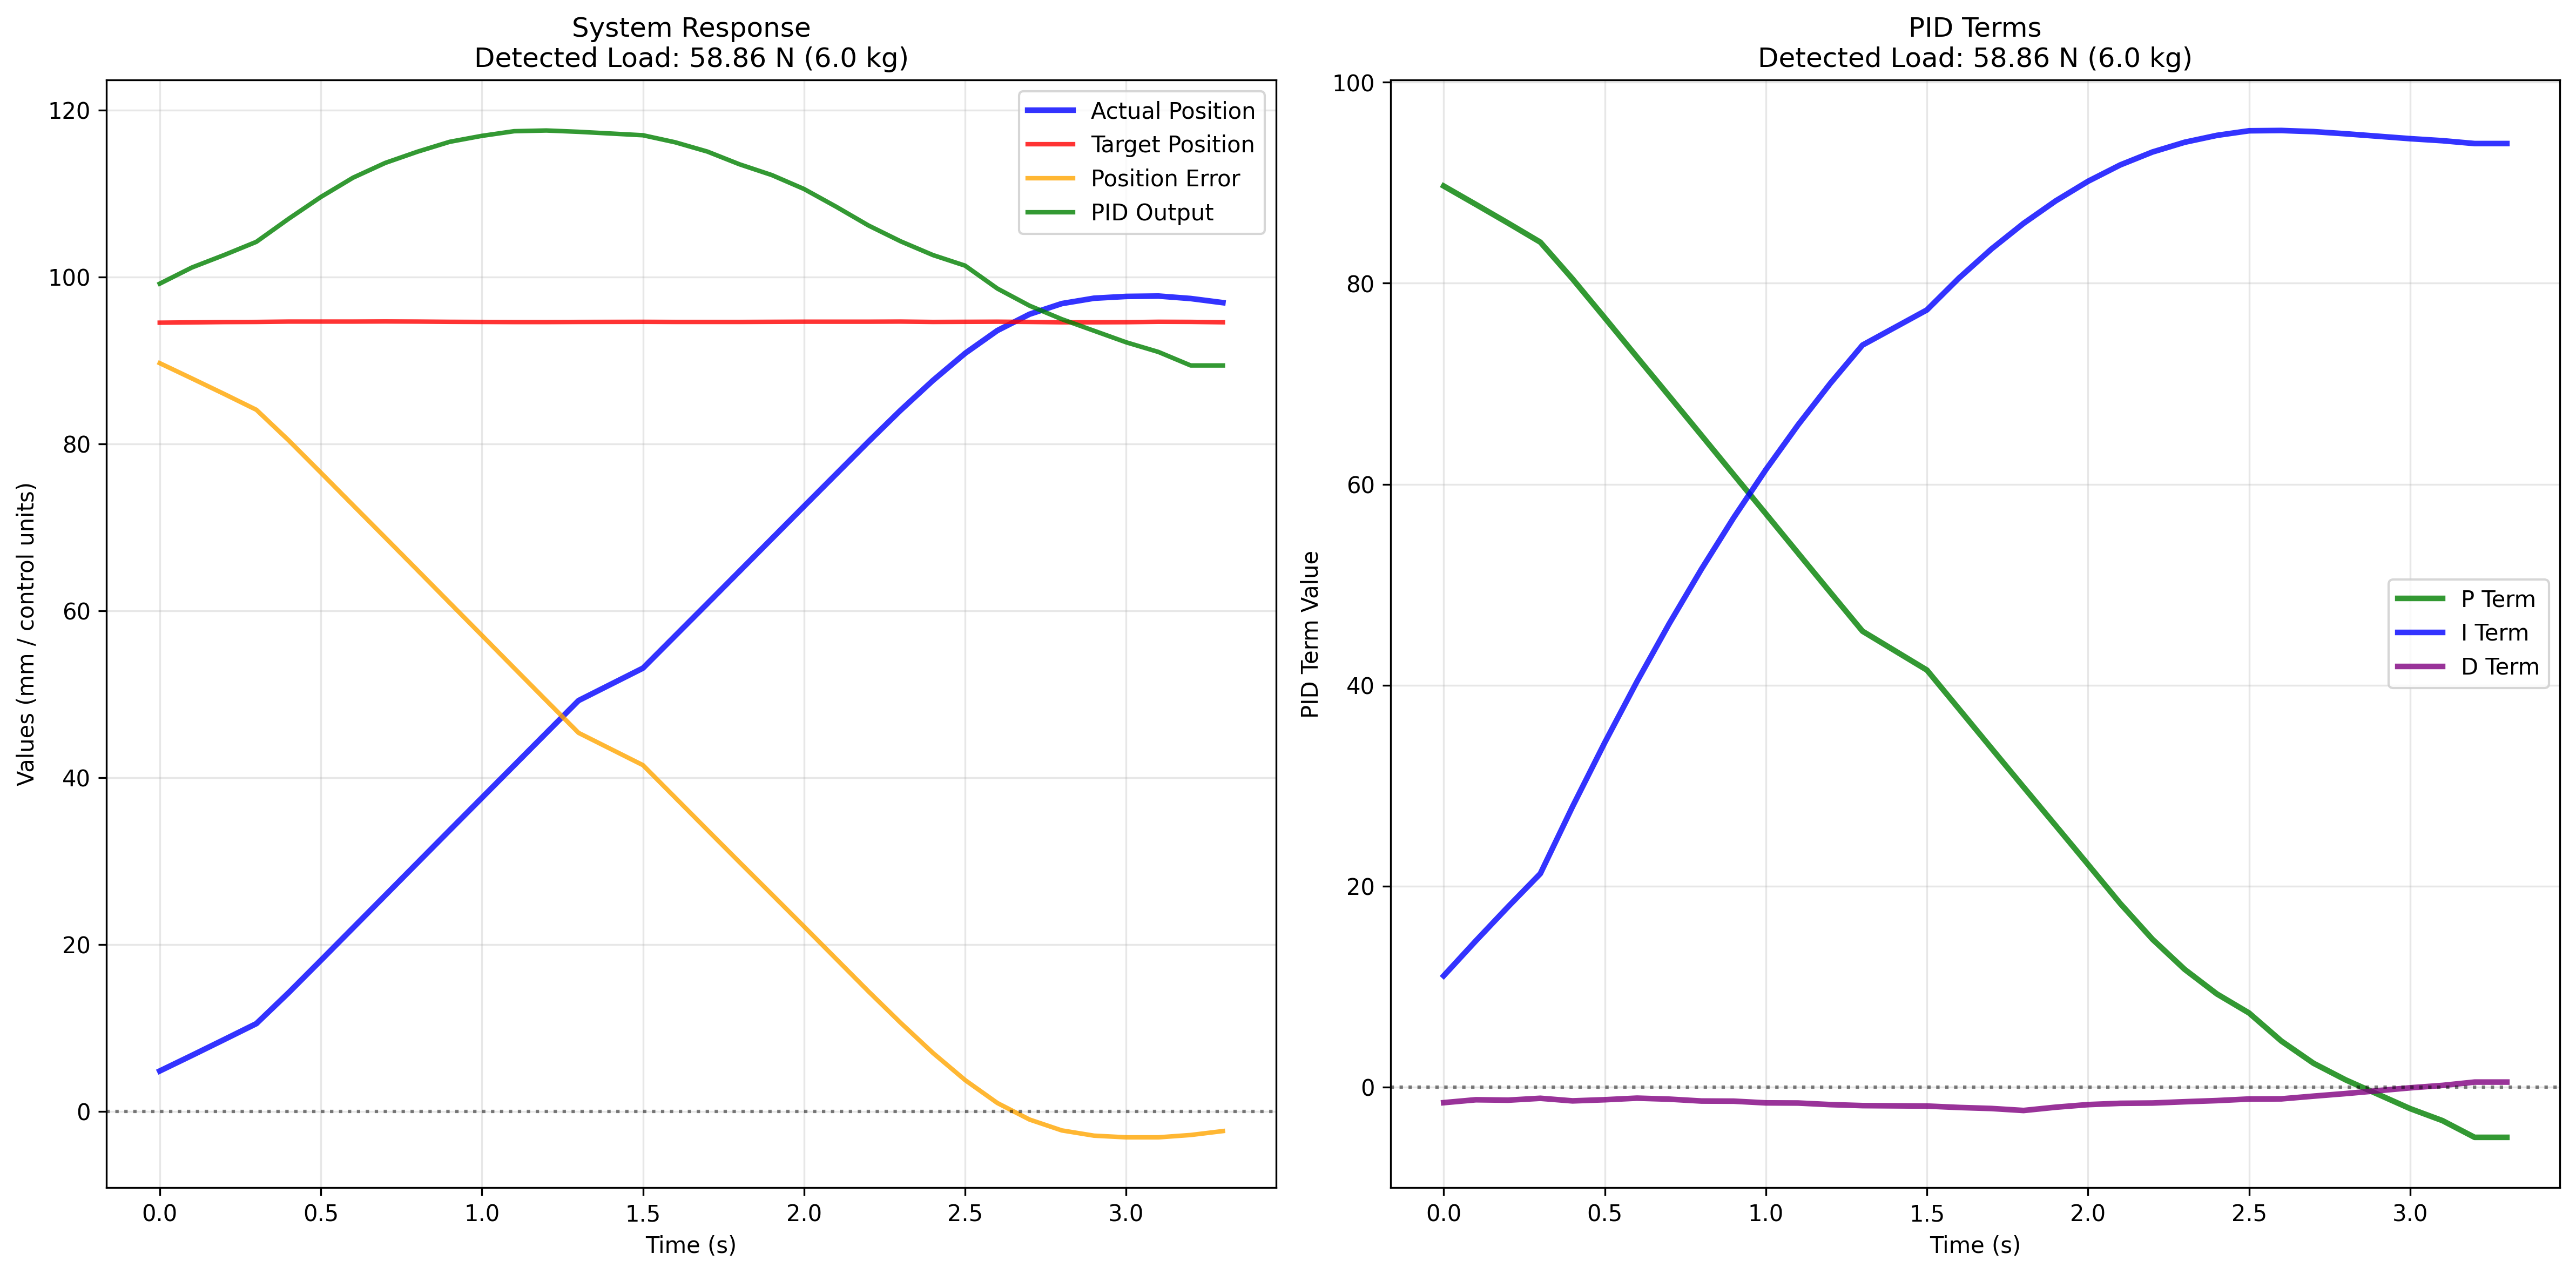 System Response
Detected Load: 58.86 N (6.0 kg)
Values (mm / control units)
120
100
80
60
40
20
0
0.0 0.5 1.0 1.5 2.0 2.5 3.0
Time (s)
Actual Position
Target Position
Position Error
PID Output
PID Terms
Detected Load: 58.86 N (6.0 kg)
PID Term Value
100
80
60
40
20
0
0.0 0.5 1.0 1.5 2.0 2.5 3.0
Time (s)
P Term
I Term
D Term